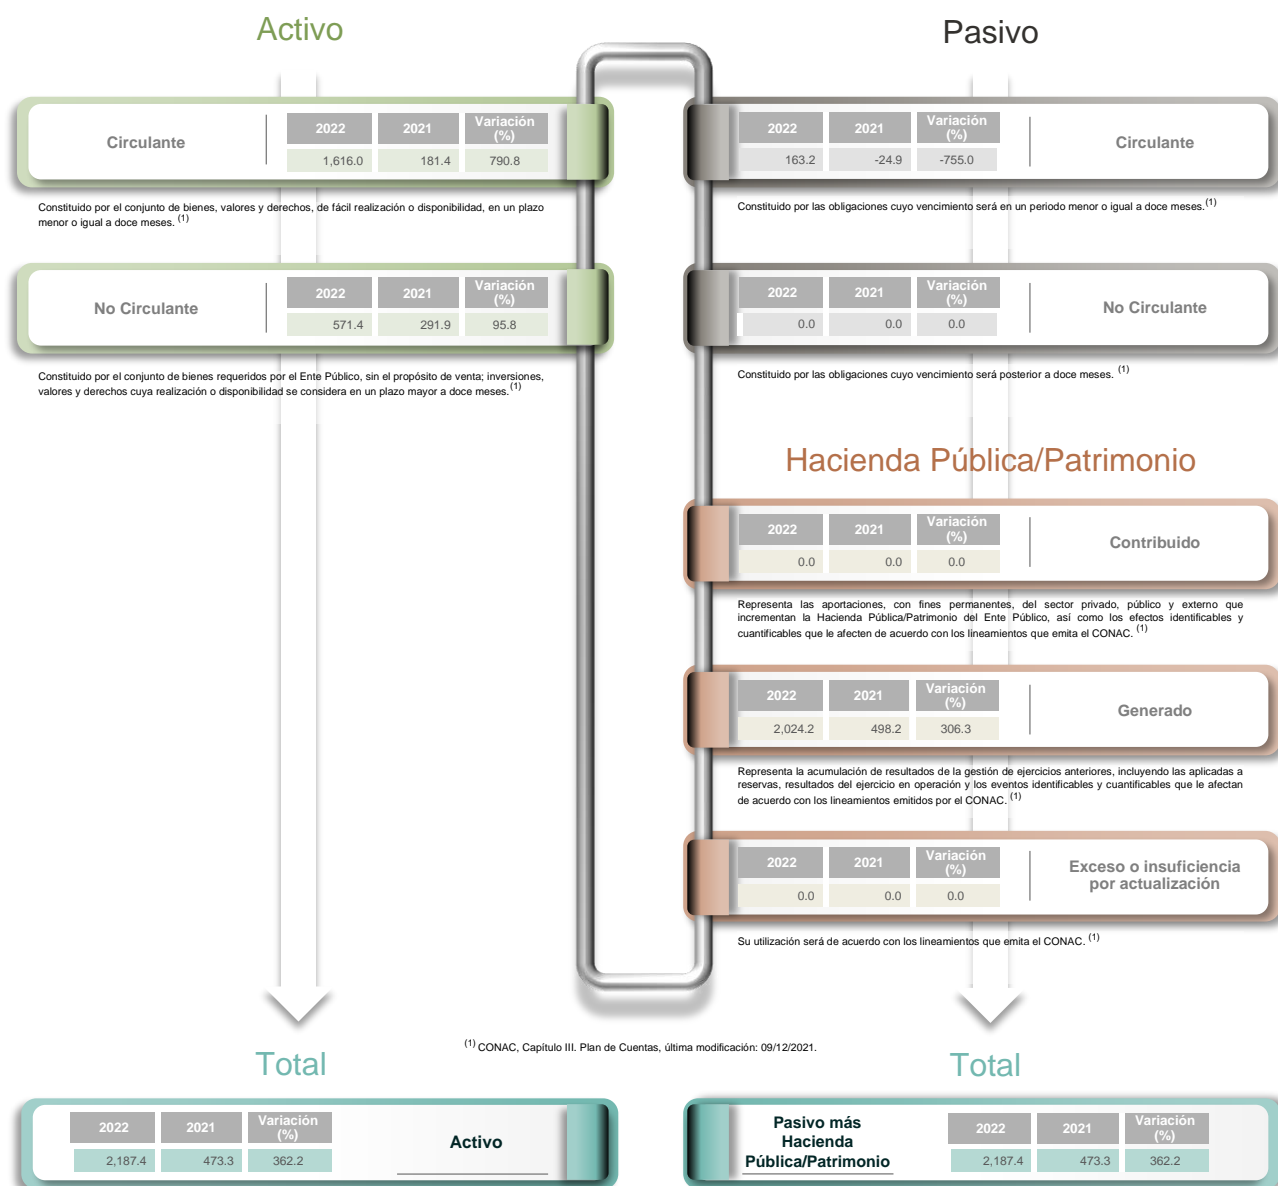 Activo
Circulante
2022 2021 Variación (%)
1,616.0 181.4 790.8
Constituido por el conjunto de bienes, valores y derechos, de fácil realización o disponibilidad, en un plazo
menor o igual a doce meses. (1)
No Circulante
2022 2021 Variación (%)
571.4 291.9 95.8
Constituido por el conjunto de bienes requeridos por el Ente Público, sin el propósito de venta; inversiones,
valores y derechos cuya realización o disponibilidad se considera en un plazo mayor a doce meses. (1)
Pasivo
2022 2021 Variación (%)
163.2 -24.9 -755.0
Circulante
Constituido por las obligaciones cuyo vencimiento será en un periodo menor o igual a doce meses. (1)
2022 2021 Variación (%)
0.0 0.0 0.0
No Circulante
Constituido por las obligaciones cuyo vencimiento será posterior a doce meses. (1)
Hacienda Pública/Patrimonio
2022 2021 Variación (%)
0.0 0.0 0.0
Contribuido
Representa las aportaciones, con fines permanentes, del sector privado, público y externo que
incrementan la Hacienda Pública/Patrimonio del Ente Público, así como los efectos identificables y
cuantificables que le afecten de acuerdo con los lineamientos que emita el CONAC. (1)
2022 2021 Variación (%)
2,024.2 498.2 306.3
Generado
Representa la acumulación de resultados de la gestión de ejercicios anteriores, incluyendo las aplicadas a
reservas, resultados del ejercicio en operación y los eventos identificables y cuantificables que le afectan
de acuerdo con los lineamientos emitidos por el CONAC. (1)
2022 2021 Variación (%)
0.0 0.0 0.0
Exceso o insuficiencia
por actualización
Su utilización será de acuerdo con los lineamientos que emita el CONAC. (1)
(1) CONAC, Capítulo III. Plan de Cuentas, última modificación: 09/12/2021.
Total
2022 2021 Variación (%)
2,187.4 473.3 362.2
Activo
Total
Pasivo más
Hacienda
Pública/Patrimonio
2022 2021 Variación (%)
2,187.4 473.3 362.2